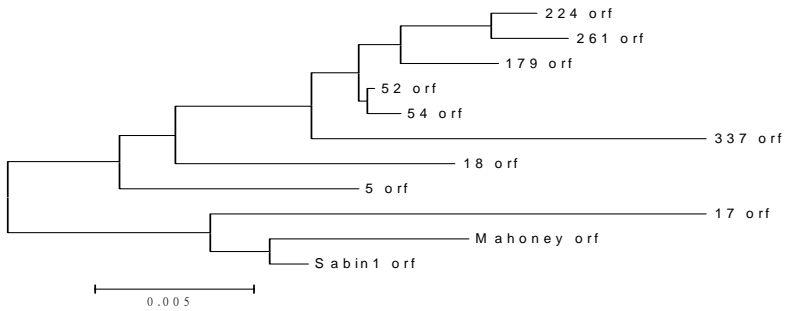 224 orf
261 orf
179 orf
52 orf
54 orf
337 orf
18 orf
5 orf
17 orf
Mahoney orf
Sabin1 orf
0.005